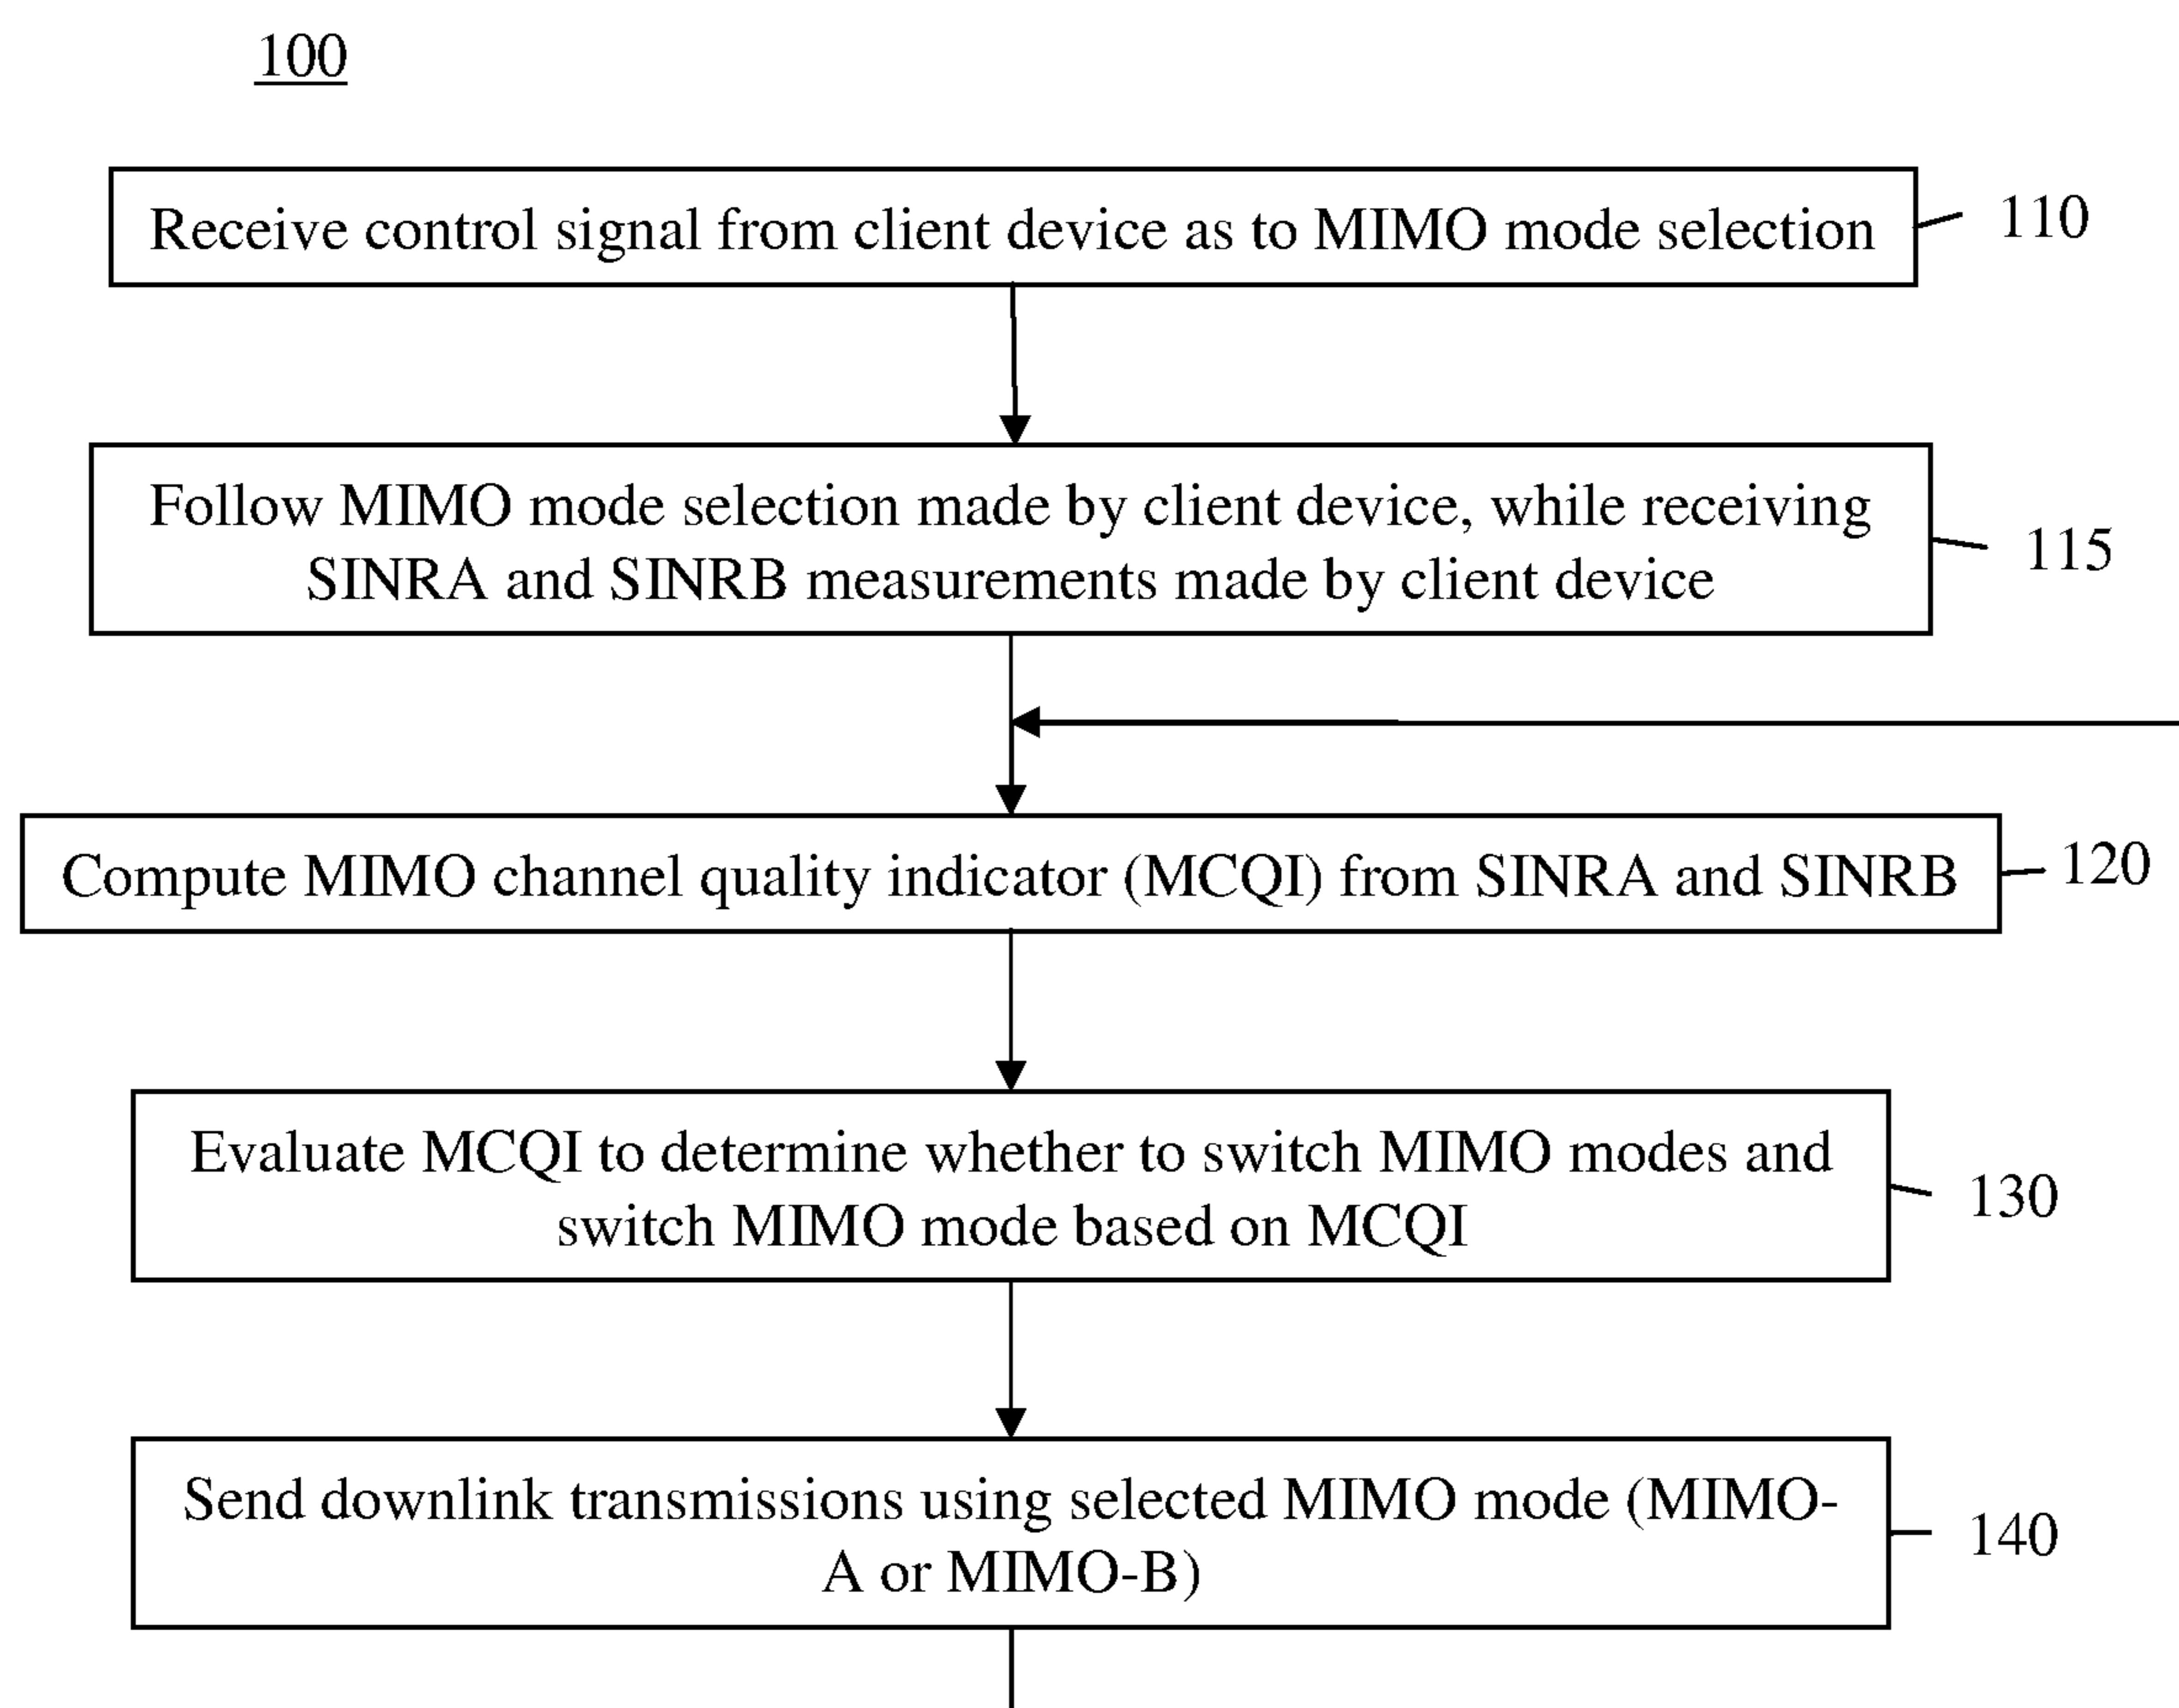 100
Receive control signal from client device as to MIMO mode selection
110
Follow MIMO mode selection made by client device, while receiving
SINRA and SINRB measurements made by client device
115
Compute MIMO channel quality indicator (MCQI) from SINRA and SINRB
120
Evaluate MCQI to determine whether to switch MIMO modes and
switch MIMO mode based on MCQI
130
Send downlink transmissions using selected MIMO mode (MIMO-
A or MIMO-B)
140